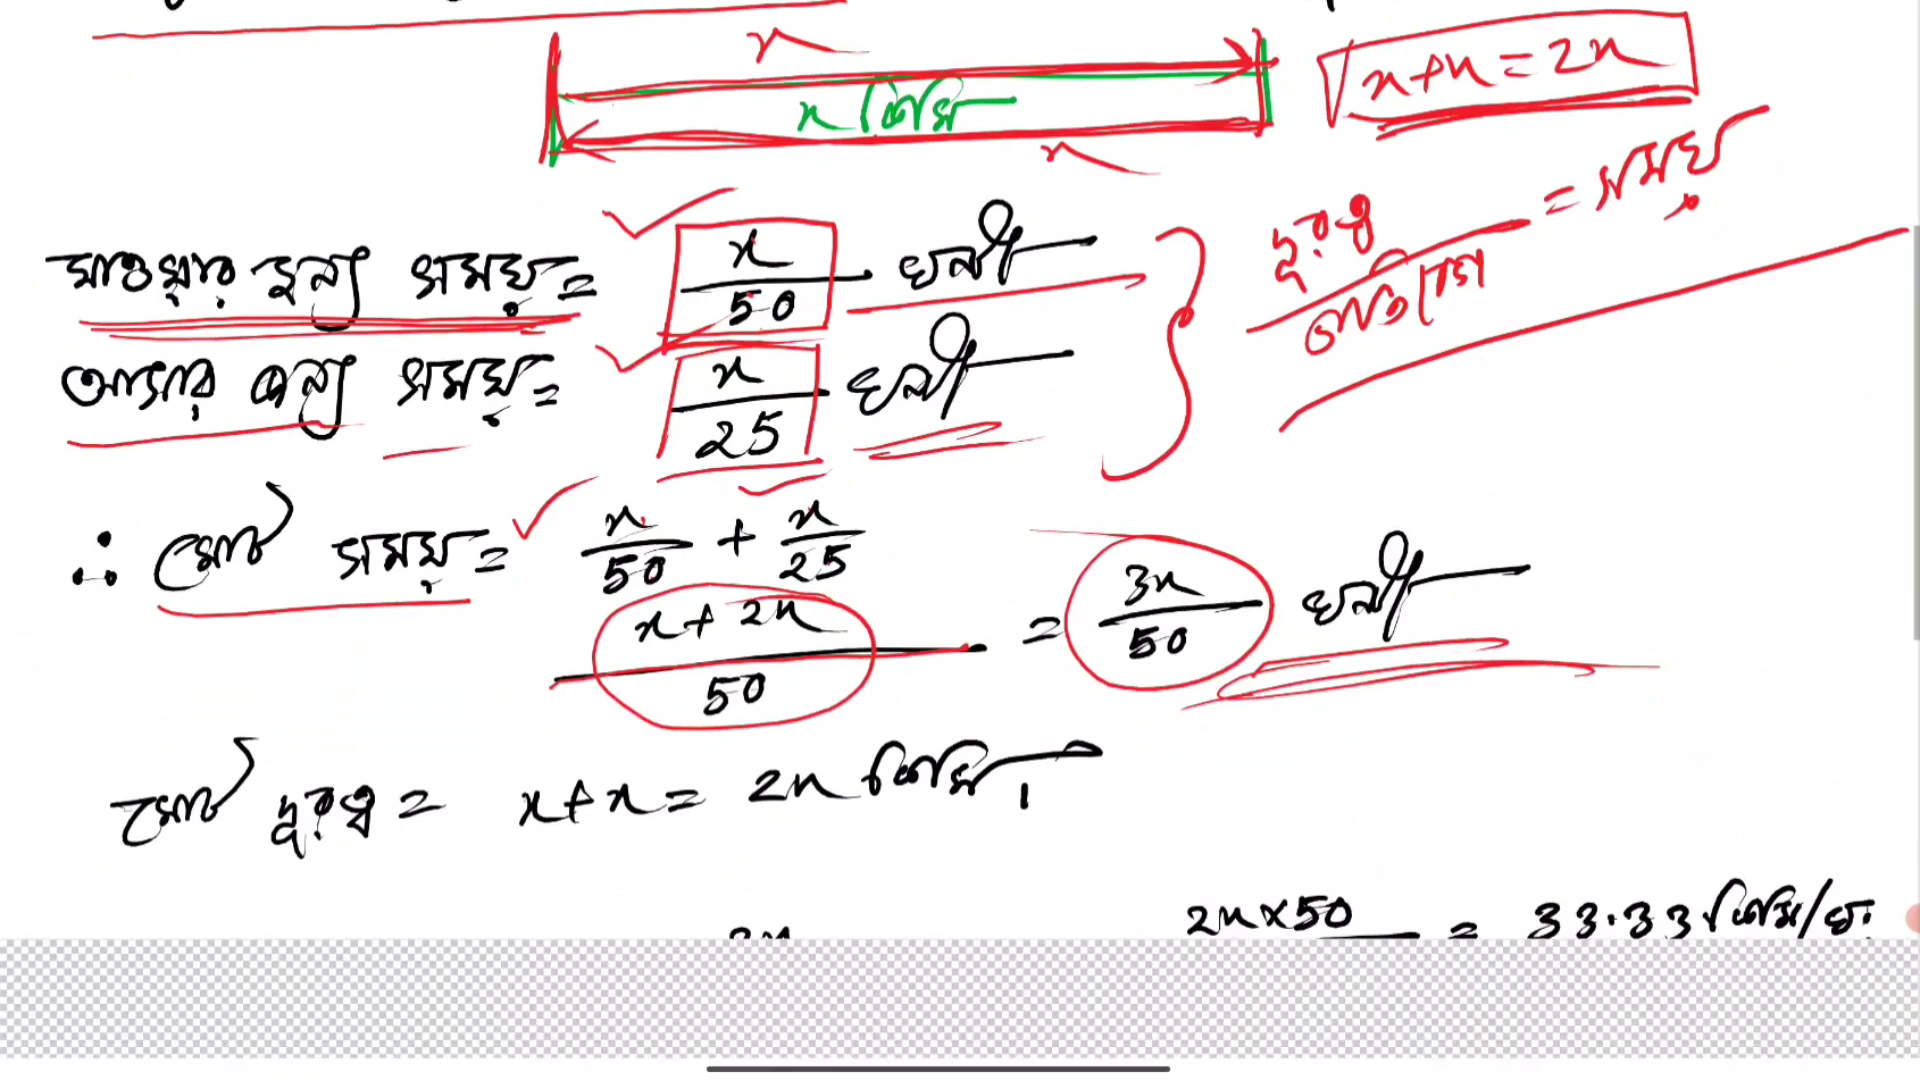 x
x কিমি
x
x+x=2x
দূরত্ব / গতিবেগ = সময়
যাওয়ার জন্য সময় = x/50 ঘন্টা
আসার জন্য সময় = x/25 ঘন্টা
∴ মোট সময় = x/50 + x/25
x+2x/50 = 3x/50 ঘন্টা
মোট দূরত্ব = x+x = 2x কিমি
2x×50 = 33.33 কিমি/ঘ: